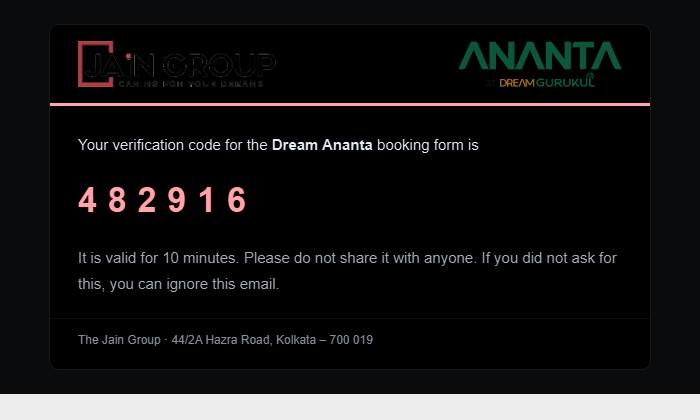 JAIN GROUP
CARING FOR YOUR DREAMS
ANANTA
at DREAM GURUKUL
Your verification code for the Dream Ananta booking form is
4 8 2 9 1 6
It is valid for 10 minutes. Please do not share it with anyone. If you did not ask for
this, you can ignore this email.
The Jain Group · 44/2A Hazra Road, Kolkata – 700 019